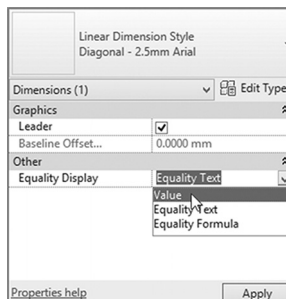 Linear Dimension Style
Diagonal - 2.5mm Arial
Dimensions (1)
Edit Type
Graphics
Leader
Baseline Offset...
0.0000 mm
Other
Equality Display
Equality Text
Value
Equality Text
Equality Formula
Properties help
Apply